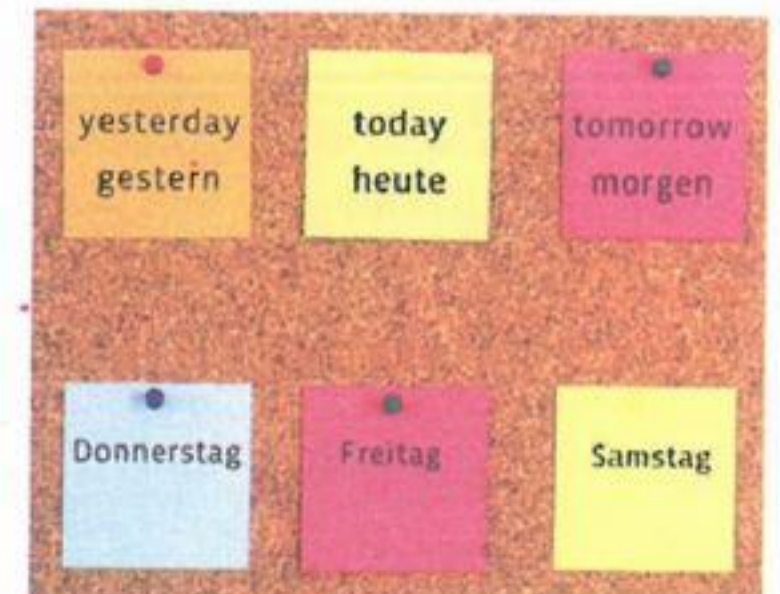 yesterday
gestern
today
heute
tomorrow
morgen
Donnerstag
Freitag
Samstag